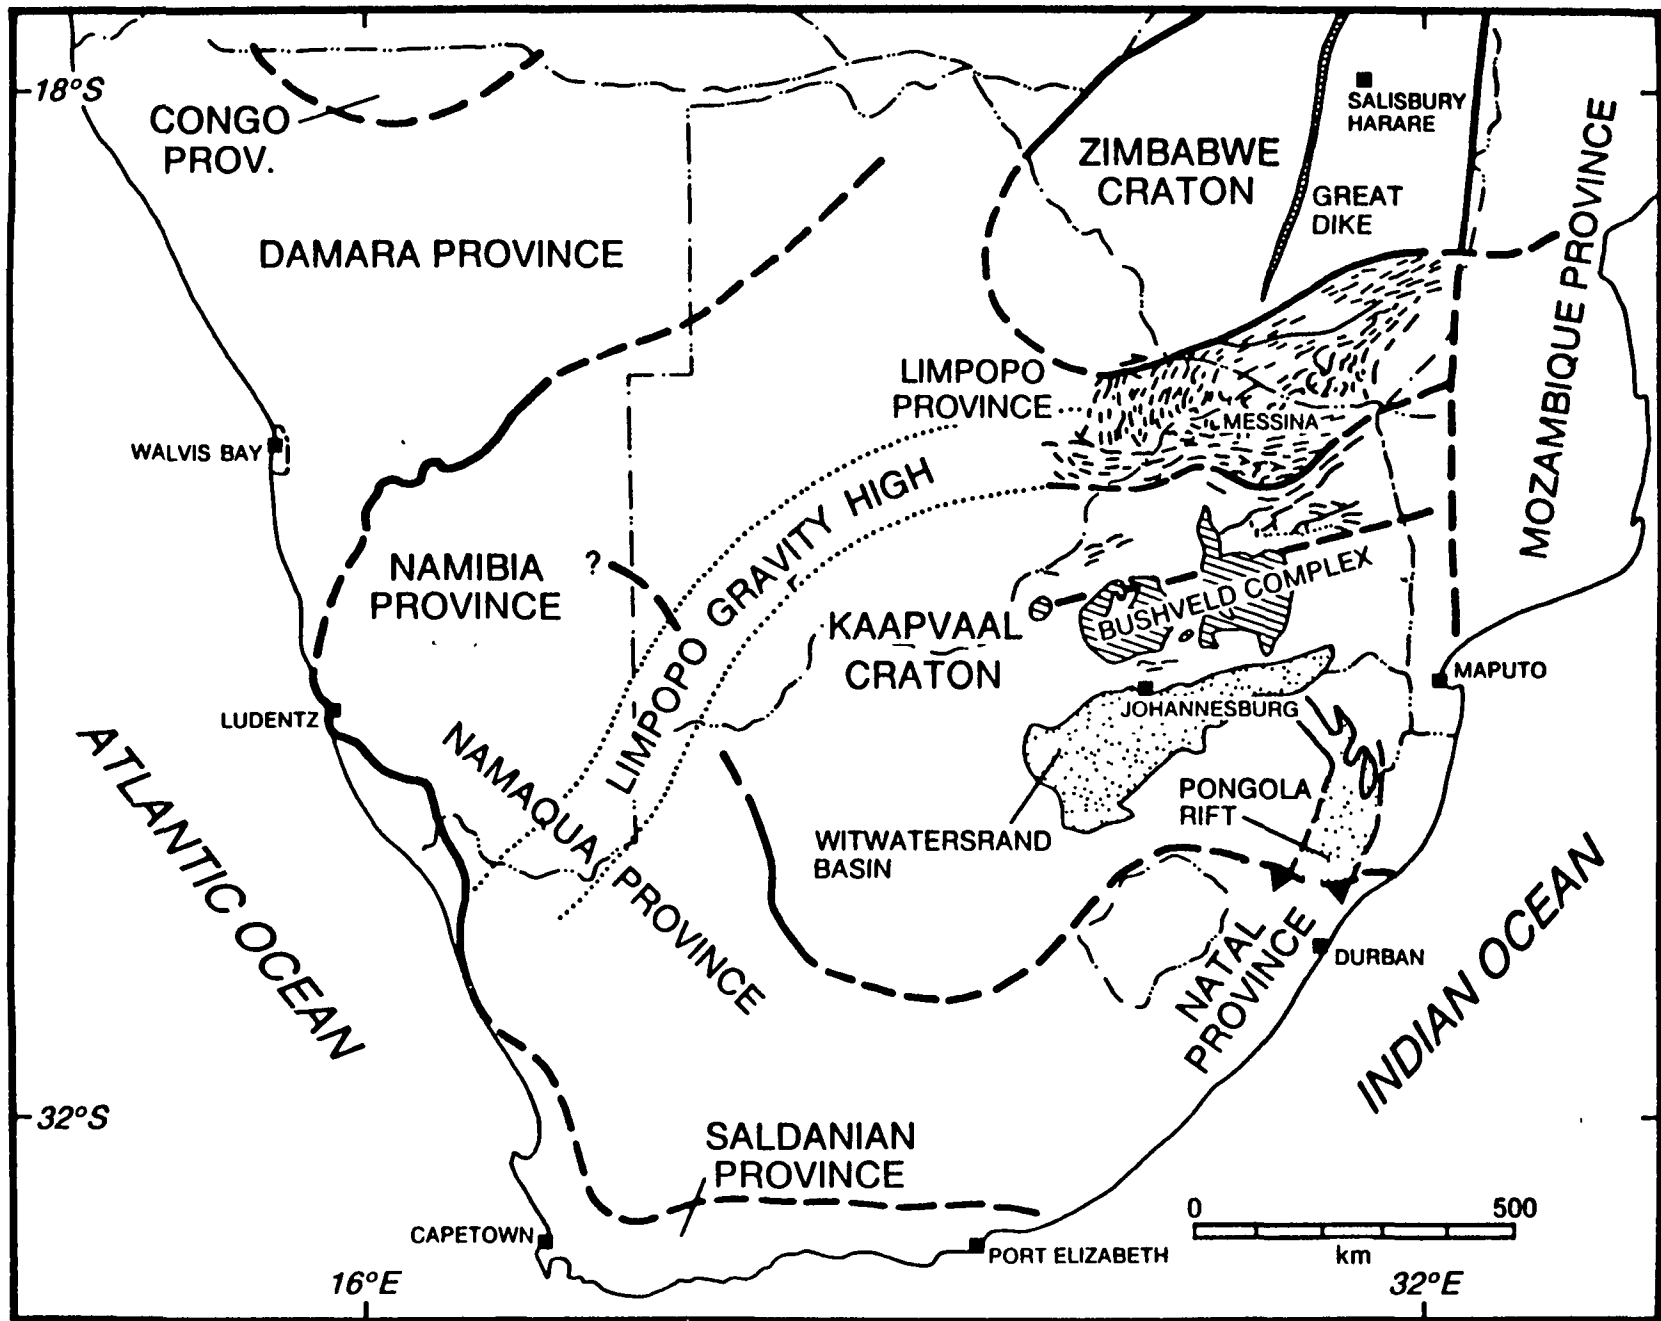 18°S
CONGO
PROV.
SALISBURY
HARARE
ZIMBABWE
CRATON
GREAT
DIKE
MOZAMBIQUE PROVINCE
DAMARA PROVINCE
LIMPOPO
PROVINCE
MESSINA
WALVIS BAY
LIMPOPO GRAVITY HIGH
NAMIBIA
PROVINCE
?
BUSHVELD COMPLEX
KAAPVAAL
CRATON
MAPUTO
LUDENTZ
JOHANNESBURG
NAMAQUA PROVINCE
ATLANTIC OCEAN
PONGOLA
RIFT
WITWATERSRAND
BASIN
NATAL
PROVINCE
DURBAN
INDIAN OCEAN
32°S
SALDANIAN
PROVINCE
0 500
km
CAPETOWN
PORT ELIZABETH
16°E
32°E